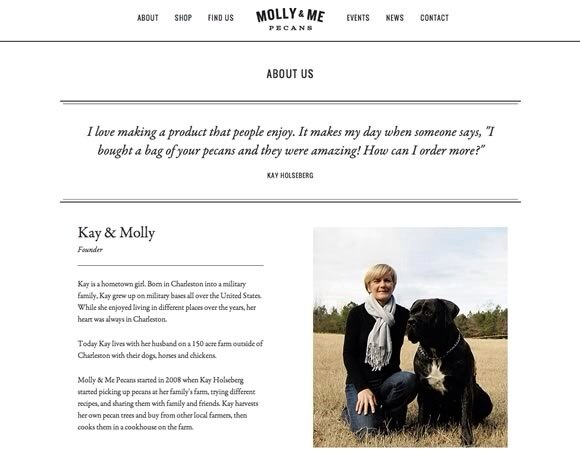 ABOUT SHOP FIND US MOLLY & ME PECANS EVENTS NEWS CONTACT
ABOUT US
I love making a product that people enjoy. It makes my day when someone says, "I
bought a bag of your pecans and they were amazing! How can I order more?"
KAY HOLSEBERG
Kay & Molly
Founder
Kay is a hometown girl. Born in Charleston into a military
family, Kay grew up on military bases all over the United States.
While she enjoyed living in different places over the years, her
heart was always in Charleston.
Today Kay lives with her husband on a 150 acre farm outside of
Charleston with their dogs, horses and chickens.
Molly & Me Pecans started in 2008 when Kay Holseberg
started picking up pecans at her family's farm, trying different
recipes, and sharing them with family and friends. Kay harvests
her own pecan trees and buy from other local farmers, then
cooks them in a cookhouse on the farm.